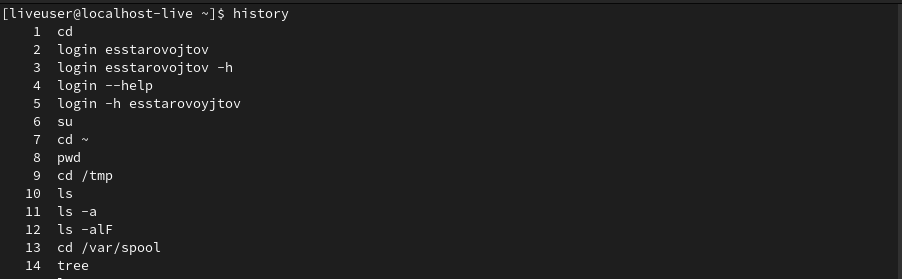 [liveuser@localhost-live ~]$ history
1 cd
2 login esstarovojtov
3 login esstarovojtov -h
4 login --help
5 login -h esstarovoyjtov
6 su
7 cd ~
8 pwd
9 cd /tmp
10 ls
11 ls -a
12 ls -alF
13 cd /var/spool
14 tree